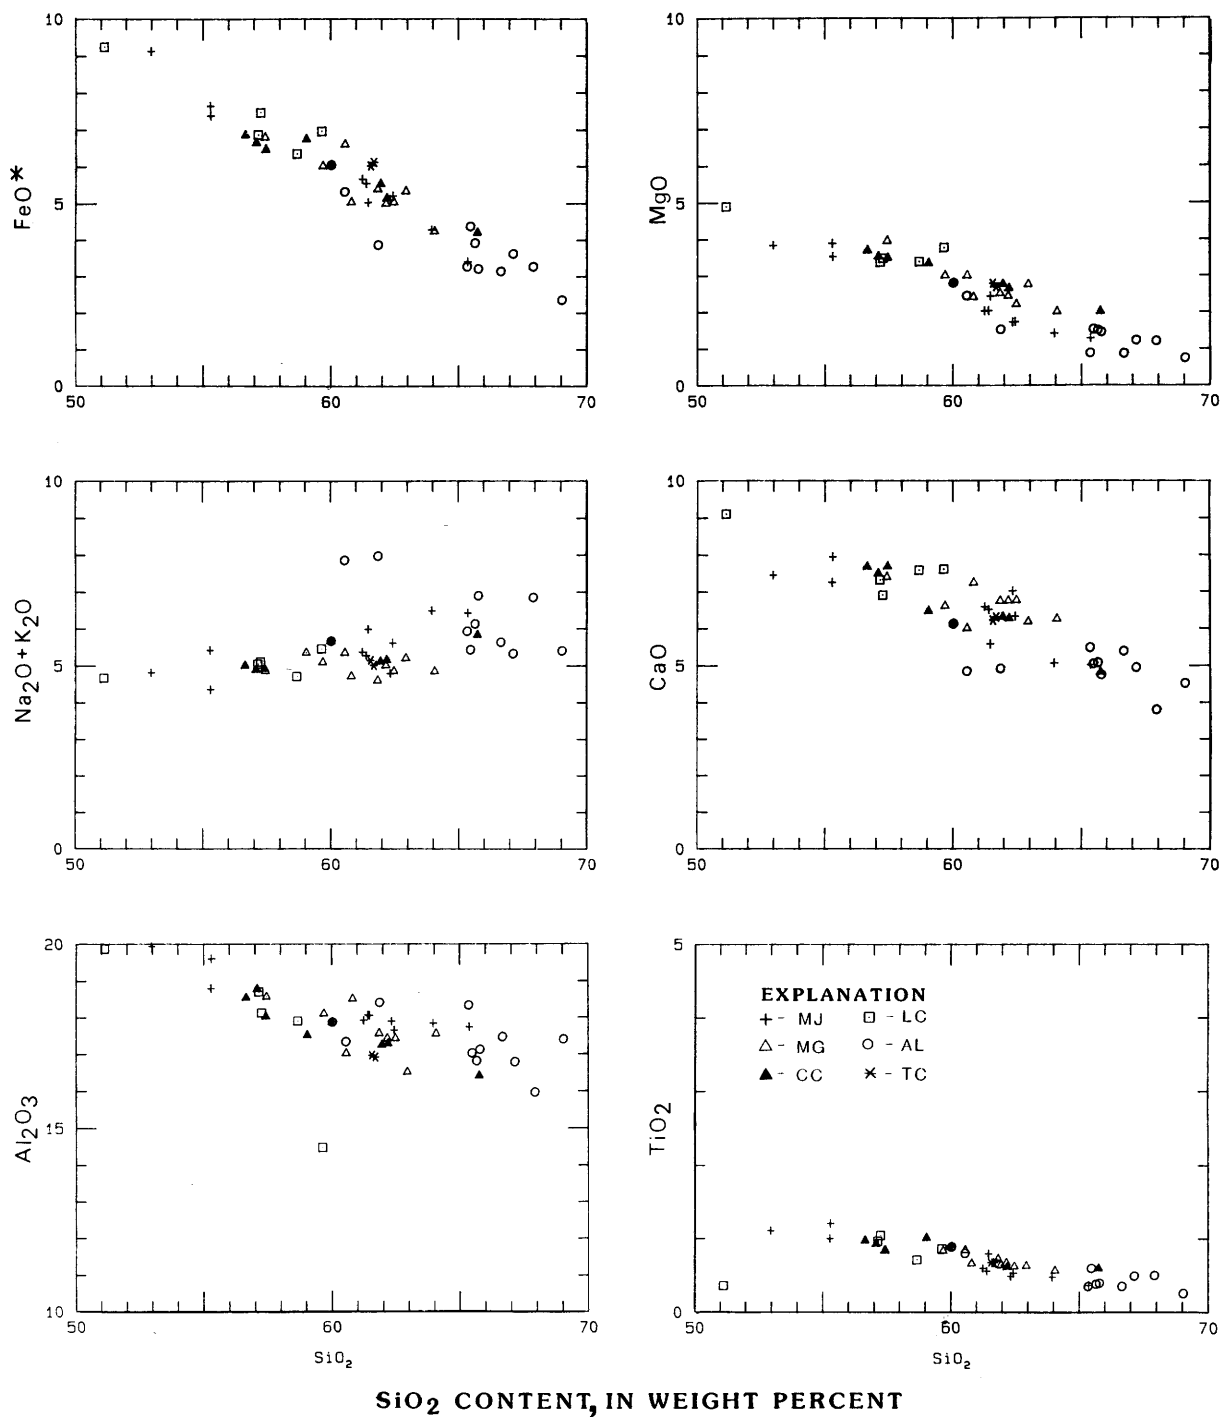 10
5
0
FeO*
50
60
70
10
5
0
MgO
50
60
70
10
5
0
Na2O+K2O
50
60
70
10
5
0
CaO
50
60
70
20
15
10
Al2O3
50
60
70
SiO2
5
0
TiO2
EXPLANATION
+ - MJ
⊡ - LC
△ - MG
○ - AL
▲ - CC
* - TC
50
60
70
SiO2
SiO2 CONTENT, IN WEIGHT PERCENT